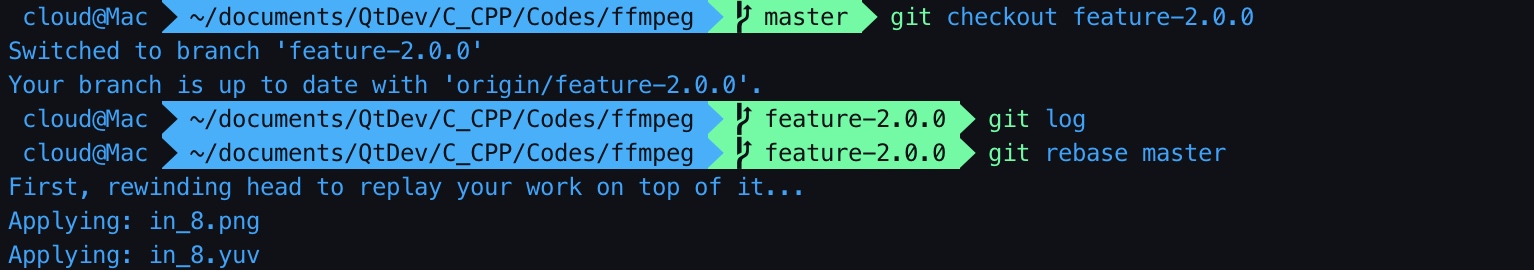 cloud@Mac ~/documents/QtDev/C_CPP/Codes/ffmpeg master git checkout feature-2.0.0
Switched to branch 'feature-2.0.0'
Your branch is up to date with 'origin/feature-2.0.0'.
cloud@Mac ~/documents/QtDev/C_CPP/Codes/ffmpeg feature-2.0.0 git log
cloud@Mac ~/documents/QtDev/C_CPP/Codes/ffmpeg feature-2.0.0 git rebase master
First, rewinding head to replay your work on top of it...
Applying: in_8.png
Applying: in_8.yuv